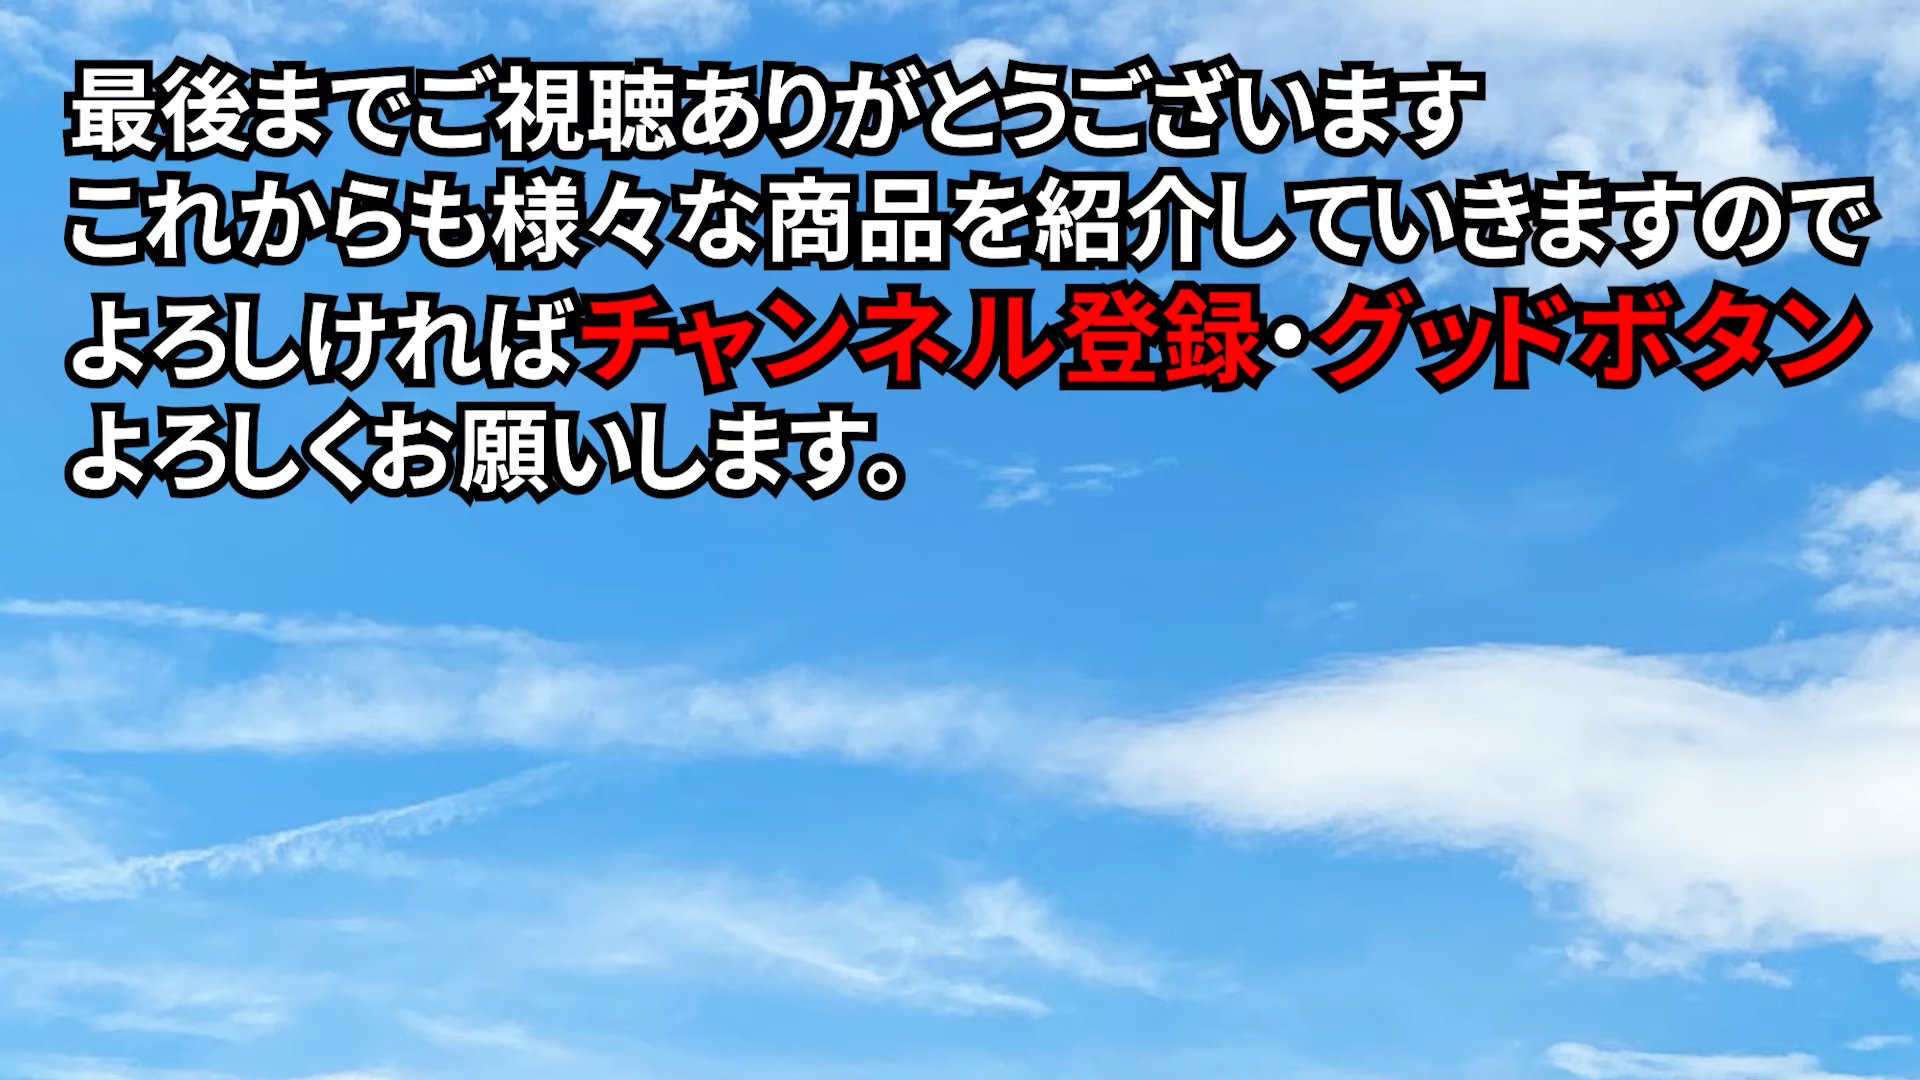 最後までご視聴ありがとうございます
これからも様々な商品を紹介していきますので
よろしければチャンネル登録・グッドボタン
よろしくお願いします。